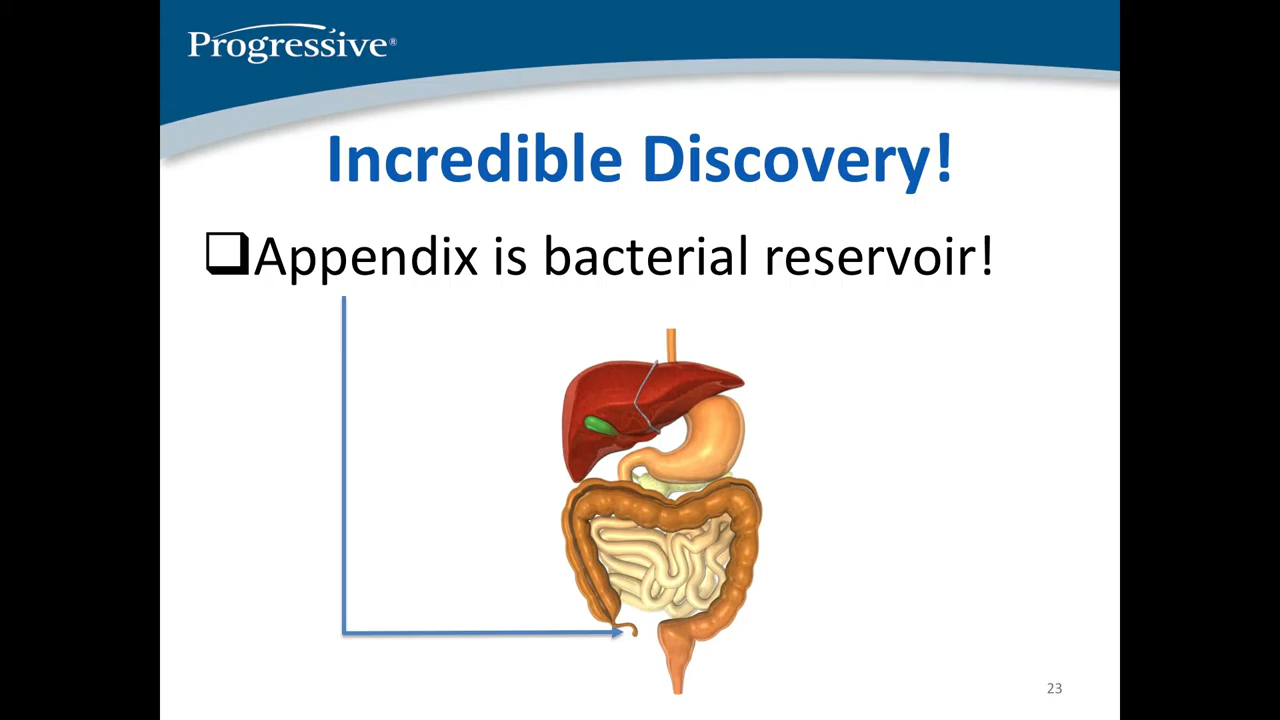 Progressive®
Incredible Discovery!
❑Appendix is bacterial reservoir!
23